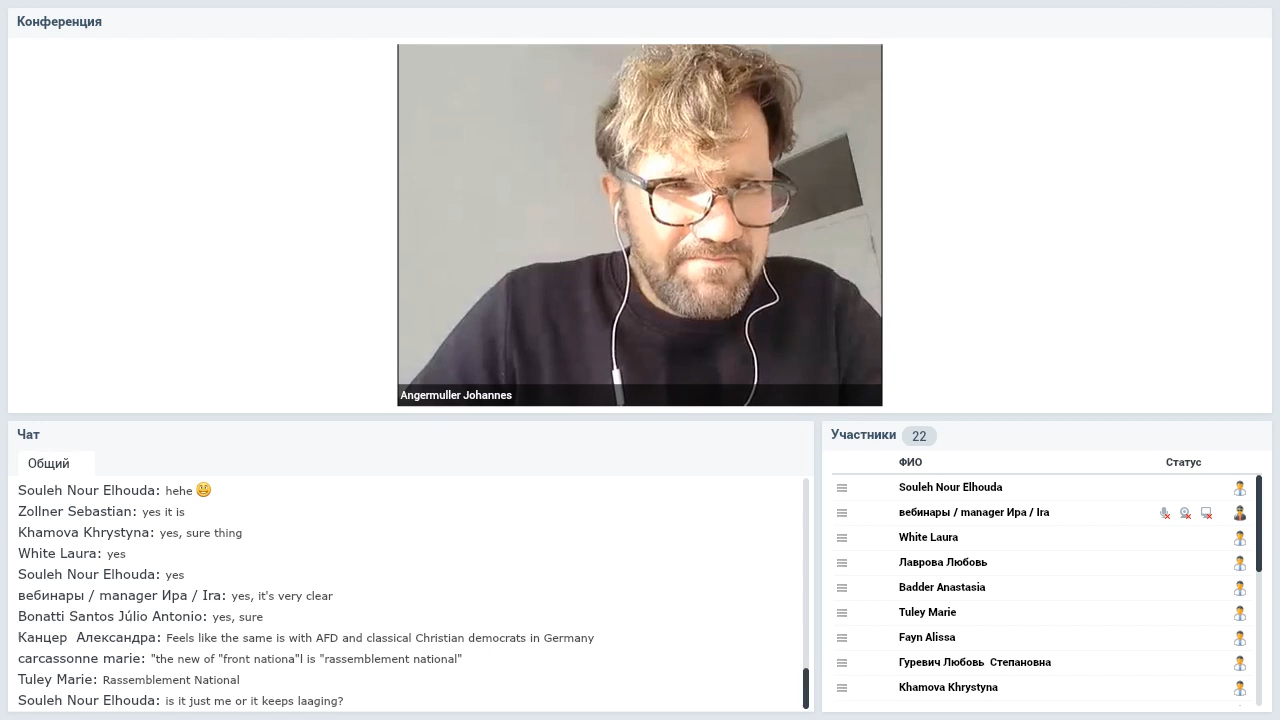 Конференция
Angermuller Johannes
Чат
Общий
Souleh Nour Elhouda: hehe
Zollner Sebastian: yes it is
Khamova Khrystyna: yes, sure thing
White Laura: yes
Souleh Nour Elhouda: yes
вебинары / manager Ира / Ira: yes, it's very clear
Bonatti Santos Júlio Antonio: yes, sure
Канцер Александра: Feels like the same is with AFD and classical Christian democrats in Germany
carcassonne marie: "the new of "front nationa"l is "rassemblement national"
Tuley Marie: Rassemblement National
Souleh Nour Elhouda: is it just me or it keeps laaging?
Участники 22
ФИО Статус
Souleh Nour Elhouda
вебинары / manager Ира / Ira
White Laura
Лаврова Любовь
Badder Anastasia
Tuley Marie
Fayn Alissa
Гуревич Любовь Степановна
Khamova Khrystyna